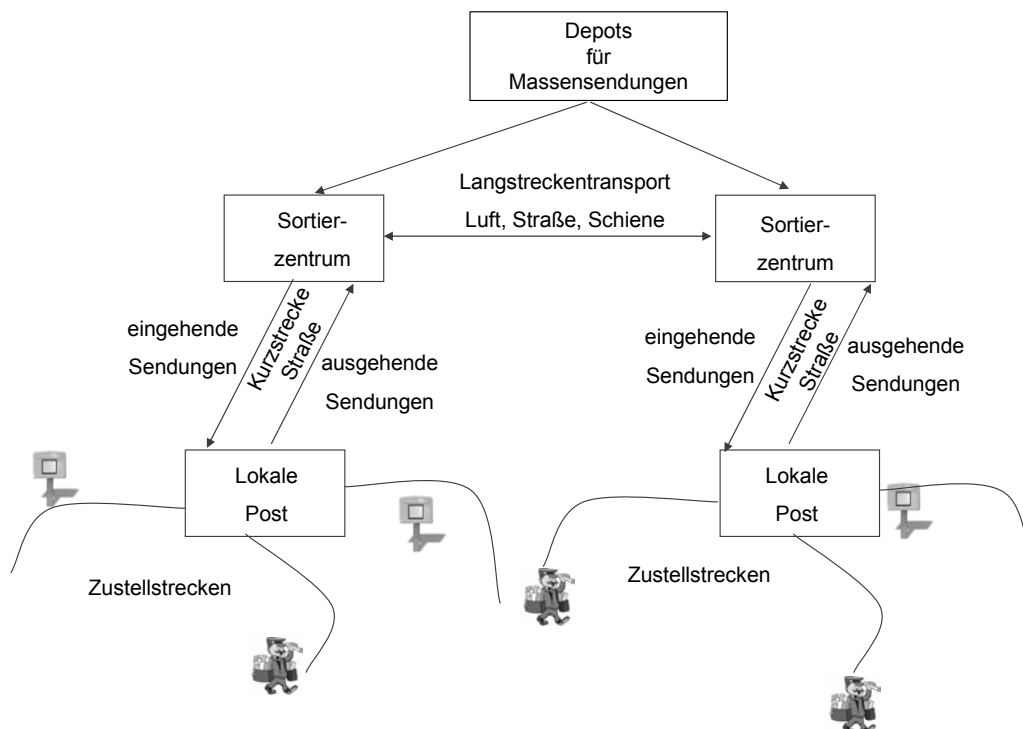 Depots
für
Massensendungen
Langstreckentransport
Luft, Straße, Schiene
Sortier-
zentrum
Sortier-
zentrum
eingehende
Sendungen
Kurzstrecke
Straße
ausgehende
Sendungen
eingehende
Sendungen
Kurzstrecke
Straße
ausgehende
Sendungen
Lokale
Post
Lokale
Post
Zustellstrecken
Zustellstrecken